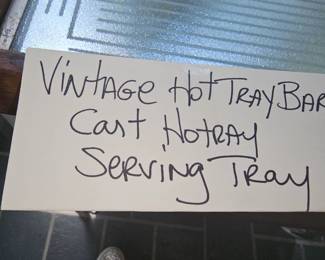 Vintage Hot Tray Bar
Cart Hotray
Serving Tray